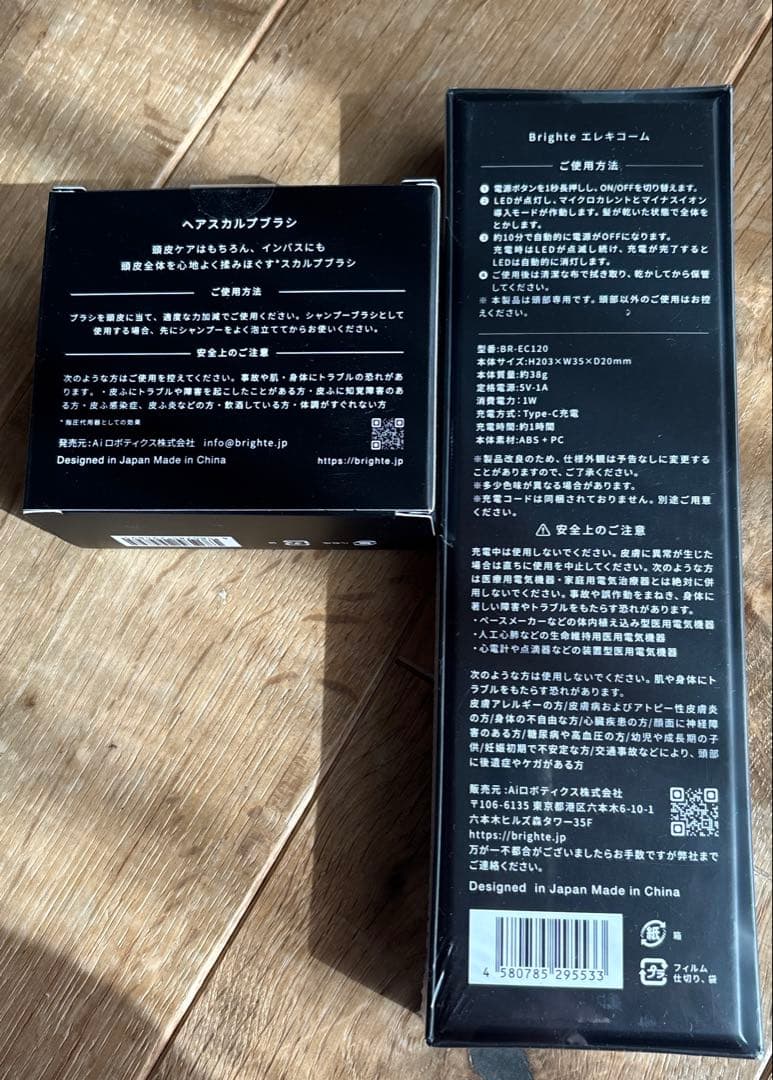 ヘアスカルプブラシ
頭皮ケアはもちろん、インバスにも
頭皮全体を心地よく揉みほぐす*スカルプブラシ
ご使用方法
ブラシを頭皮に当て、適度な力加減でご使用ください。シャンプーブラシとして
使用する場合、先にシャンプーをよく泡立ててからお使いください。
安全上のご注意
次のような方はご使用を控えてください。事故や肌・身体にトラブルの恐れがあ
ります。・皮ふにトラブルや障害を起こしたことがある方・皮ふに知覚障害のあ
る方・皮ふ感染症、皮ふ炎などの方・飲酒している方・体調がすぐれない方
*指圧代用器としての効果
発売元:Aiロボティクス株式会社 info@brighte.jp
Designed in Japan Made in China
https://brighte.jp
Brighte エレキコーム
ご使用方法
❶ 電源ボタンを1秒長押しし、ON/OFFを切り替えます。
❷ LEDが点灯し、マイクロカレントとマイナスイオン
導入モードが作動します。髪が乾いた状態で全体を
とかします。
❸ 約10分で自動的に電源がOFFになります。
充電時はLEDが点滅し続け、充電が完了すると
LEDは自動的に消灯します。
❹ ご使用後は清潔な布で拭き取り、乾かしてから保管
してください。
※ 本製品は頭部専用です。頭部以外のご使用はお控
えください。
型番:BR-EC120
本体サイズ:H203×W35×D20mm
本体質量:約38g
定格電源:5V-1A
消費電力:1W
充電方式:Type-C充電
充電時間:約1時間
本体素材:ABS+PC
※製品改良のため、仕様外観は予告なしに変更する
ことがありますので、ご了承ください。
※多少色味が異なる場合があります。
※充電コードは同梱されておりません。別途ご用意
ください。
⚠ 安全上のご注意
充電中は使用しないでください。皮膚に異常が生じた
場合は直ちに使用を中止してください。次のような方
は医療用電気機器・家庭用電気治療器とは絶対に併
用しないでください。事故や誤作動をまねき、身体に
著しい障害やトラブルをもたらす恐れがあります。
・ペースメーカーなどの体内植え込み型医用電気機器
・人工心肺などの生命維持用医用電気機器
・心電計や点滴器などの装置型医用電気機器
次のような方は使用しないでください。肌や身体にト
ラブルをもたらす恐れがあります。
皮膚アレルギーの方/皮膚病およびアトピー性皮膚炎
の方/身体の不自由な方/心臓疾患の方/顔面に神経障
害のある方/糖尿病や高血圧の方/幼児や成長期の子
供/妊娠初期で不安定な方/交通事故などにより、頭部
に後遺症やケガがある方
販売元:Aiロボティクス株式会社
〒106-6135 東京都港区六本木6-10-1
六本木ヒルズ森タワー35F
https://brighte.jp
万が一不都合がございましたらお手数ですが弊社まで
ご連絡ください。
Designed in Japan Made in China
4 580785 295533
紙 箱
プラ フィルム
仕切り、袋